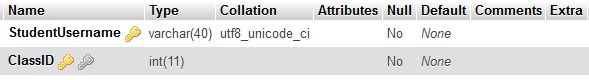 Name Type Collation Attributes Null Default Comments Extra
StudentUsername varchar(40) utf8_unicode_ci No None
ClassID int(11) No None